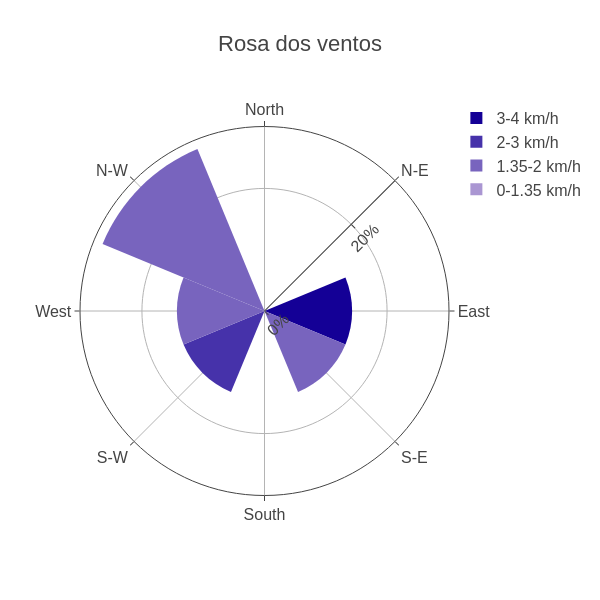 Rosa dos ventos
North
N-E
East
S-E
South
S-W
West
N-W
20%
0%
3-4 km/h
2-3 km/h
1.35-2 km/h
0-1.35 km/h